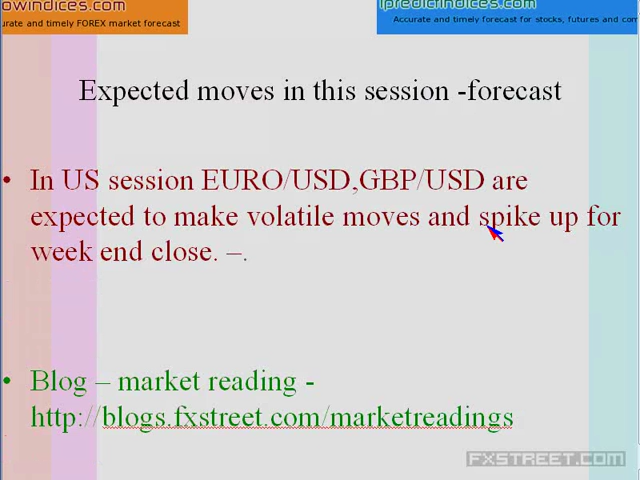 owindices.com
urate and timely FOREX market forecast
ipredictindices.com
Accurate and timely forecast for stocks, futures and com
Expected moves in this session -forecast
• In US session EURO/USD,GBP/USD are
expected to make volatile moves and spike up for
week end close. –.
• Blog – market reading -
http://blogs.fxstreet.com/marketreadings
FXSTREET.COM